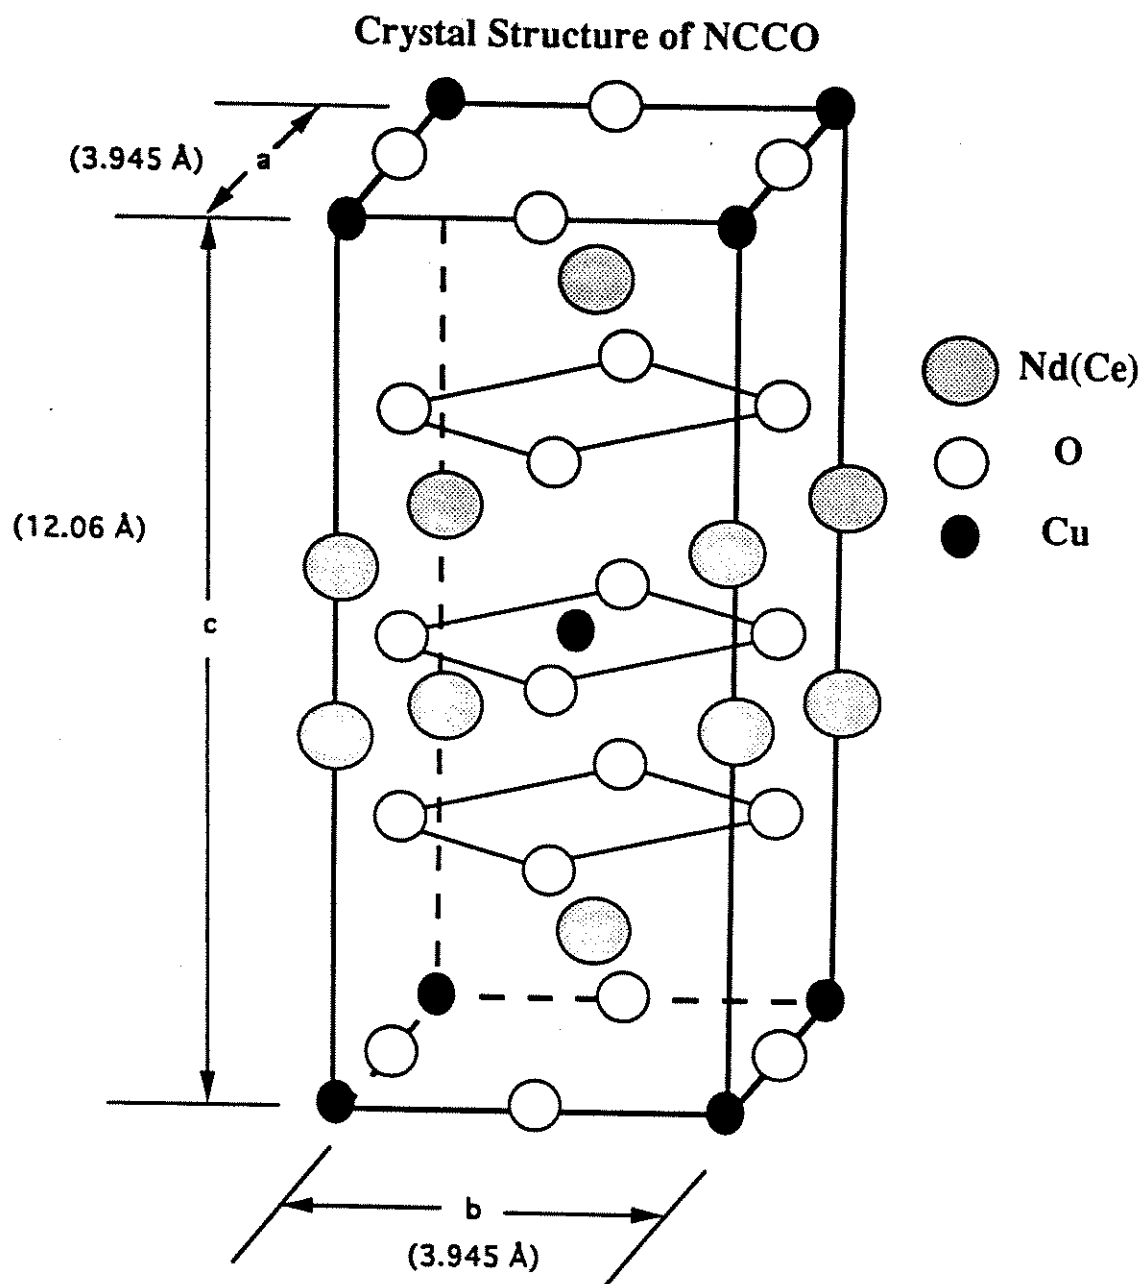 Crystal Structure of NCCO
(3.945 Å)
a
Nd(Ce)
O
Cu
(12.06 Å)
c
b
(3.945 Å)